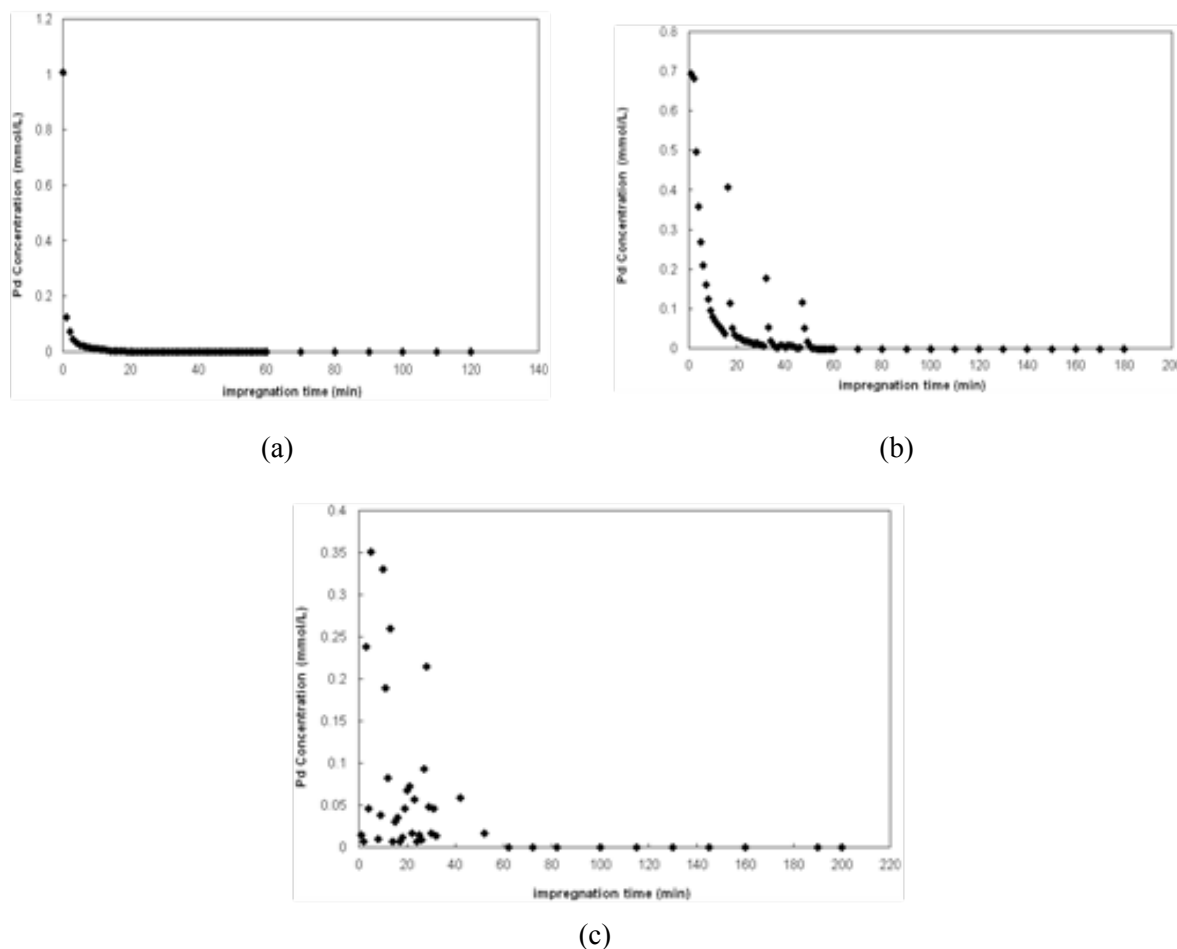 1.2
1
0.8
0.6
0.4
0.2
0
0 20 40 60 80 100 120 140
Pd Concentration (mmol/L)
impregnation time (min)
(a)
0.8
0.7
0.6
0.5
0.4
0.3
0.2
0.1
0
0 20 40 60 80 100 120 140 160 180 200
Pd Concentration (mmol/L)
impregnation time (min)
(b)
0.4
0.35
0.3
0.25
0.2
0.15
0.1
0.05
0
0 20 40 60 80 100 120 140 160 180 200 220
Pd Concentration (mmol/L)
impregnation time (min)
(c)